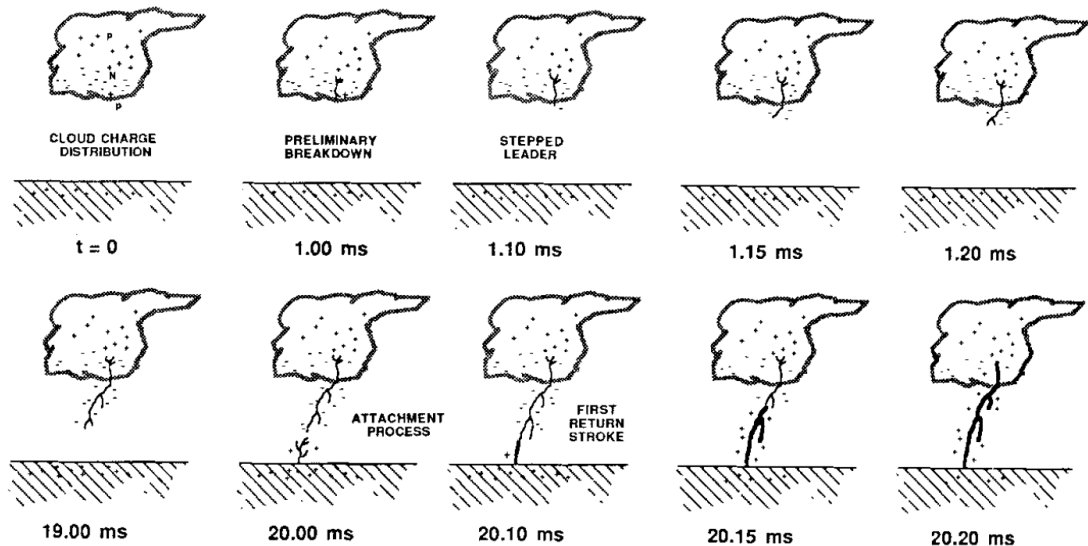 P
N
P
CLOUD CHARGE
DISTRIBUTION
PRELIMINARY
BREAKDOWN
STEPPED
LEADER
t = 0
1.00 ms
1.10 ms
1.15 ms
1.20 ms
ATTACHMENT
PROCESS
FIRST
RETURN
STROKE
19.00 ms
20.00 ms
20.10 ms
20.15 ms
20.20 ms